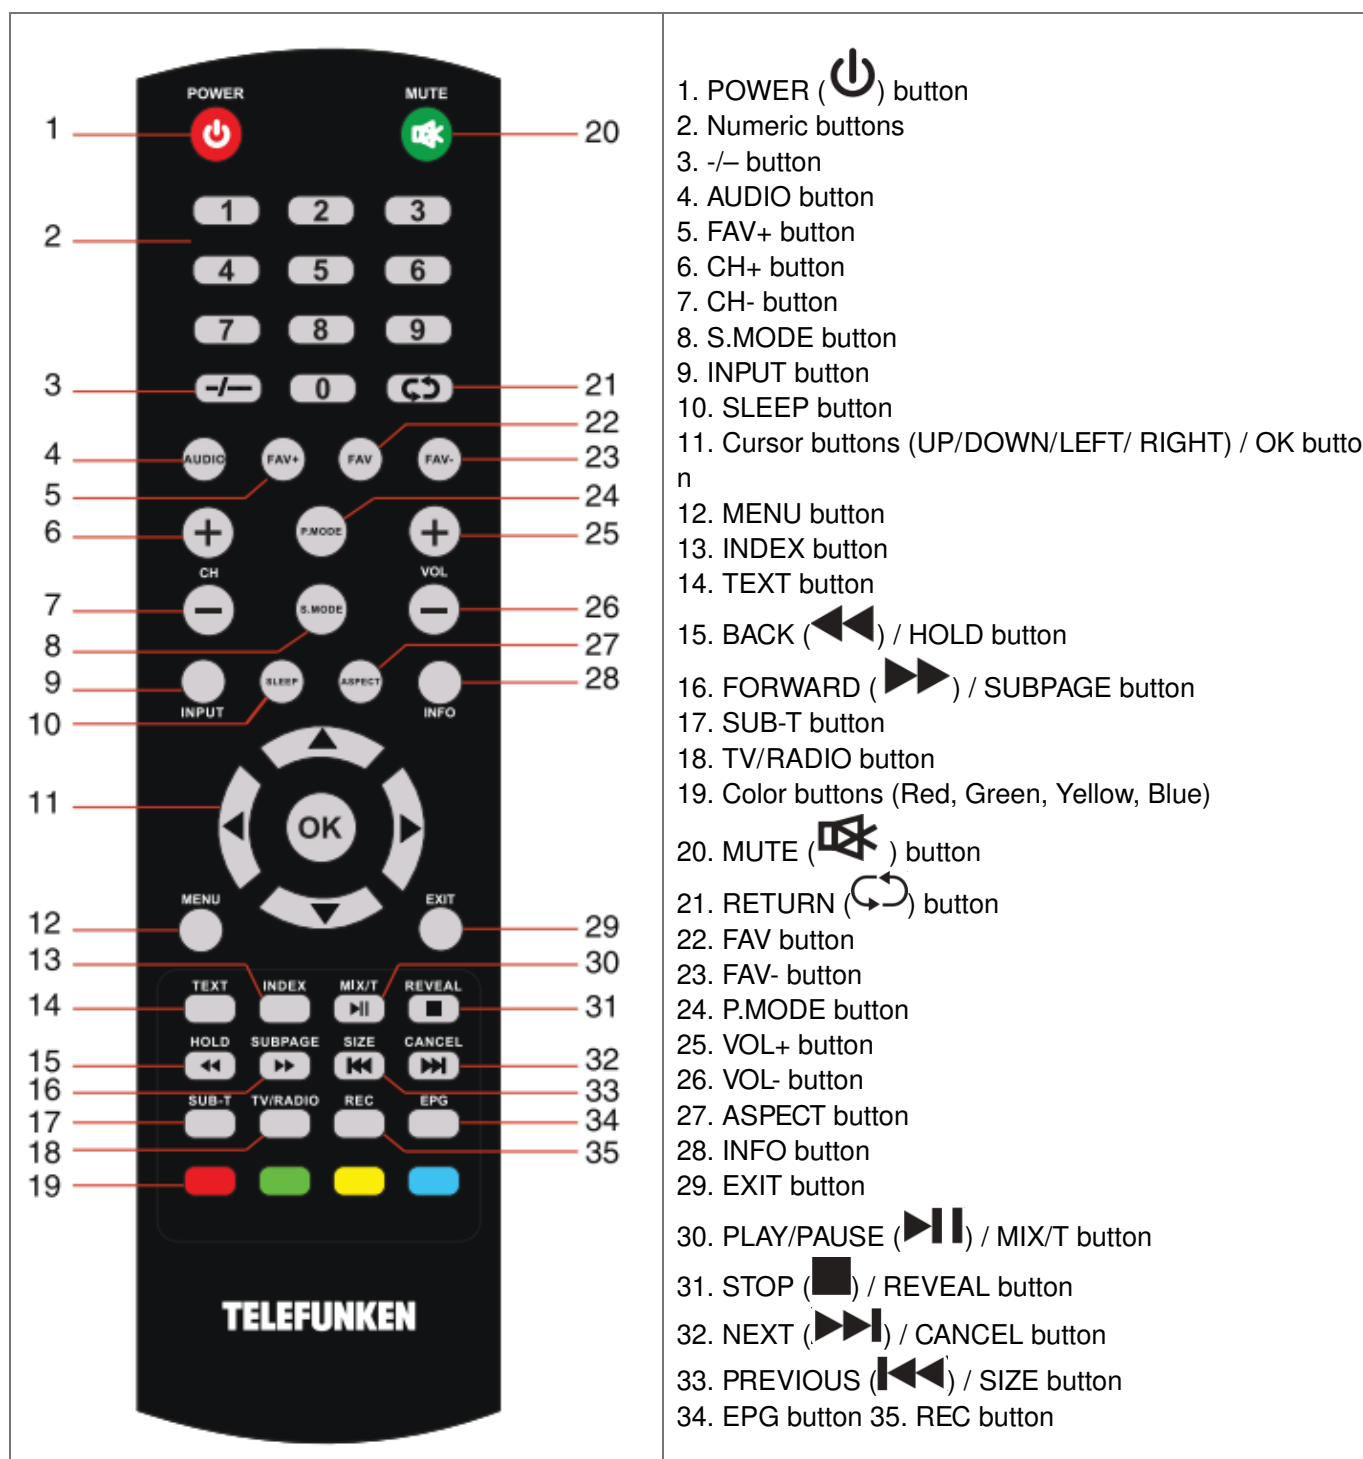 POWER MUTE
1 20
1 2 3
2
4 5 6
7 8 9
3 -/— 0 21
22
4 AUDIO FAV+ FAV FAV- 23
5 24
6 + P.MODE + 25
CH VOL
7 — S.MODE — 26
8 27
9 SLEEP ASPECT 28
INPUT INFO
10
11 OK
MENU EXIT
12 29
13 30
TEXT INDEX MIX/T REVEAL
14 31
HOLD SUBPAGE SIZE CANCEL
15 32
16 33
SUB-T TV/RADIO REC EPG
17 34
18 35
19
TELEFUNKEN
1. POWER ( ) button
2. Numeric buttons
3. -/– button
4. AUDIO button
5. FAV+ button
6. CH+ button
7. CH- button
8. S.MODE button
9. INPUT button
10. SLEEP button
11. Cursor buttons (UP/DOWN/LEFT/ RIGHT) / OK butto
n
12. MENU button
13. INDEX button
14. TEXT button
15. BACK ( ) / HOLD button
16. FORWARD ( ) / SUBPAGE button
17. SUB-T button
18. TV/RADIO button
19. Color buttons (Red, Green, Yellow, Blue)
20. MUTE ( ) button
21. RETURN ( ) button
22. FAV button
23. FAV- button
24. P.MODE button
25. VOL+ button
26. VOL- button
27. ASPECT button
28. INFO button
29. EXIT button
30. PLAY/PAUSE ( ) / MIX/T button
31. STOP ( ) / REVEAL button
32. NEXT ( ) / CANCEL button
33. PREVIOUS ( ) / SIZE button
34. EPG button 35. REC button